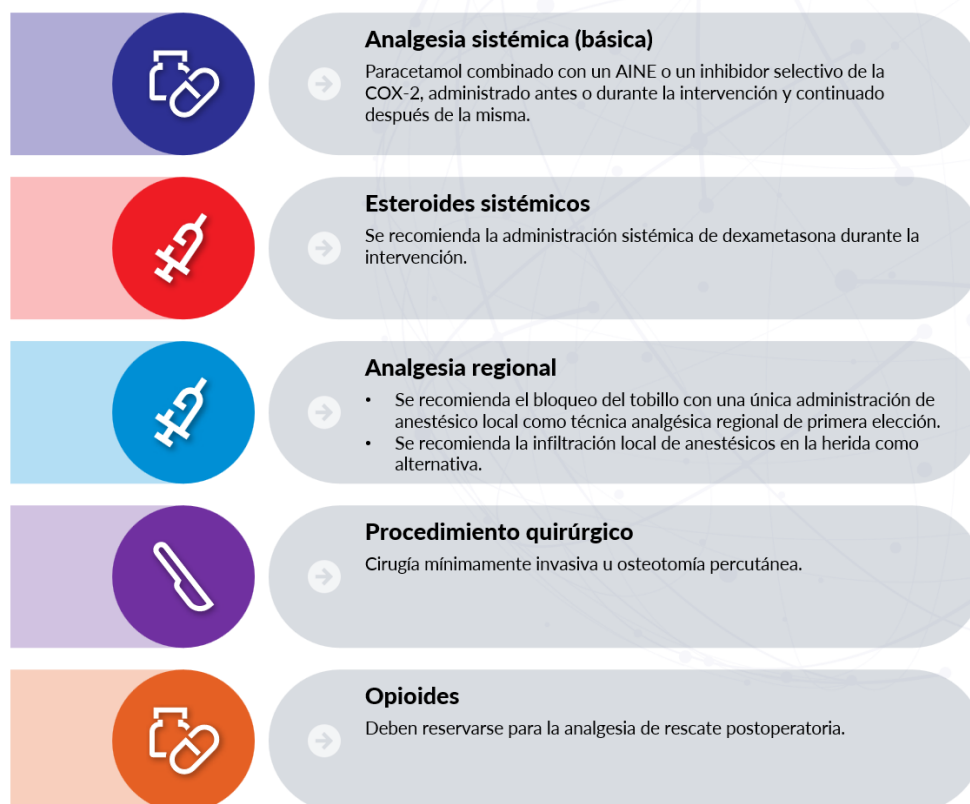 Analgesia sistémica (básica)
Paracetamol combinado con un AINE o un inhibidor selectivo de la
COX-2, administrado antes o durante la intervención y continuado
después de la misma.
Esteroides sistémicos
Se recomienda la administración sistémica de dexametasona durante la
intervención.
Analgesia regional
• Se recomienda el bloqueo del tobillo con una única administración de
anestésico local como técnica analgésica regional de primera elección.
• Se recomienda la infiltración local de anestésicos en la herida como
alternativa.
Procedimiento quirúrgico
Cirugía mínimamente invasiva u osteotomía percutánea.
Opioides
Deben reservarse para la analgesia de rescate postoperatoria.